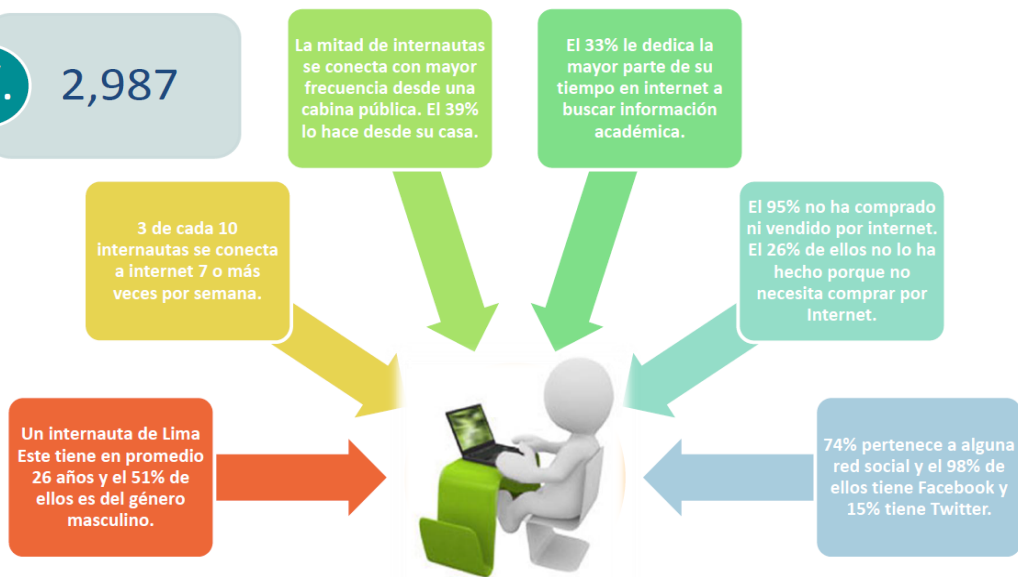 2,987
La mitad de internautas
se conecta con mayor
frecuencia desde una
cabina pública. El 39%
lo hace desde su casa.
El 33% le dedica la
mayor parte de su
tiempo en internet a
buscar información
académica.
3 de cada 10
internautas se conecta
a internet 7 o más
veces por semana.
El 95% no ha comprado
ni vendido por internet.
El 26% de ellos no lo ha
hecho porque no
necesita comprar por
Internet.
Un internauta de Lima
Este tiene en promedio
26 años y el 51% de
ellos es del género
masculino.
74% pertenece a alguna
red social y el 98% de
ellos tiene Facebook y
15% tiene Twitter.